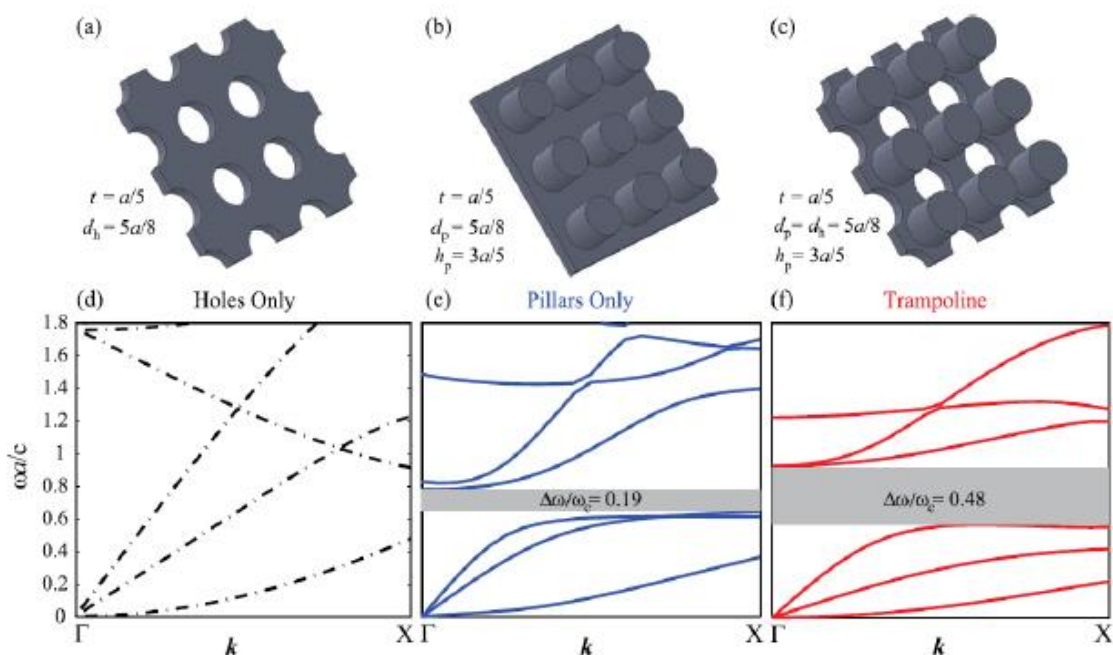 (a)
t = a/5
d_h = 5a/8
(b)
t = a/5
d_p = 5a/8
h_p = 3a/5
(c)
t = a/5
d_p = d_h = 5a/8
h_p = 3a/5
(d) Holes Only
(e) Pillars Only
(f) Trampoline
ωa/c
1.8
1.6
1.4
1.2
1
0.8
0.6
0.4
0.2
0
Δω/ω_c = 0.19
Δω/ω_c = 0.48
Γ k X
Γ k X
Γ k X